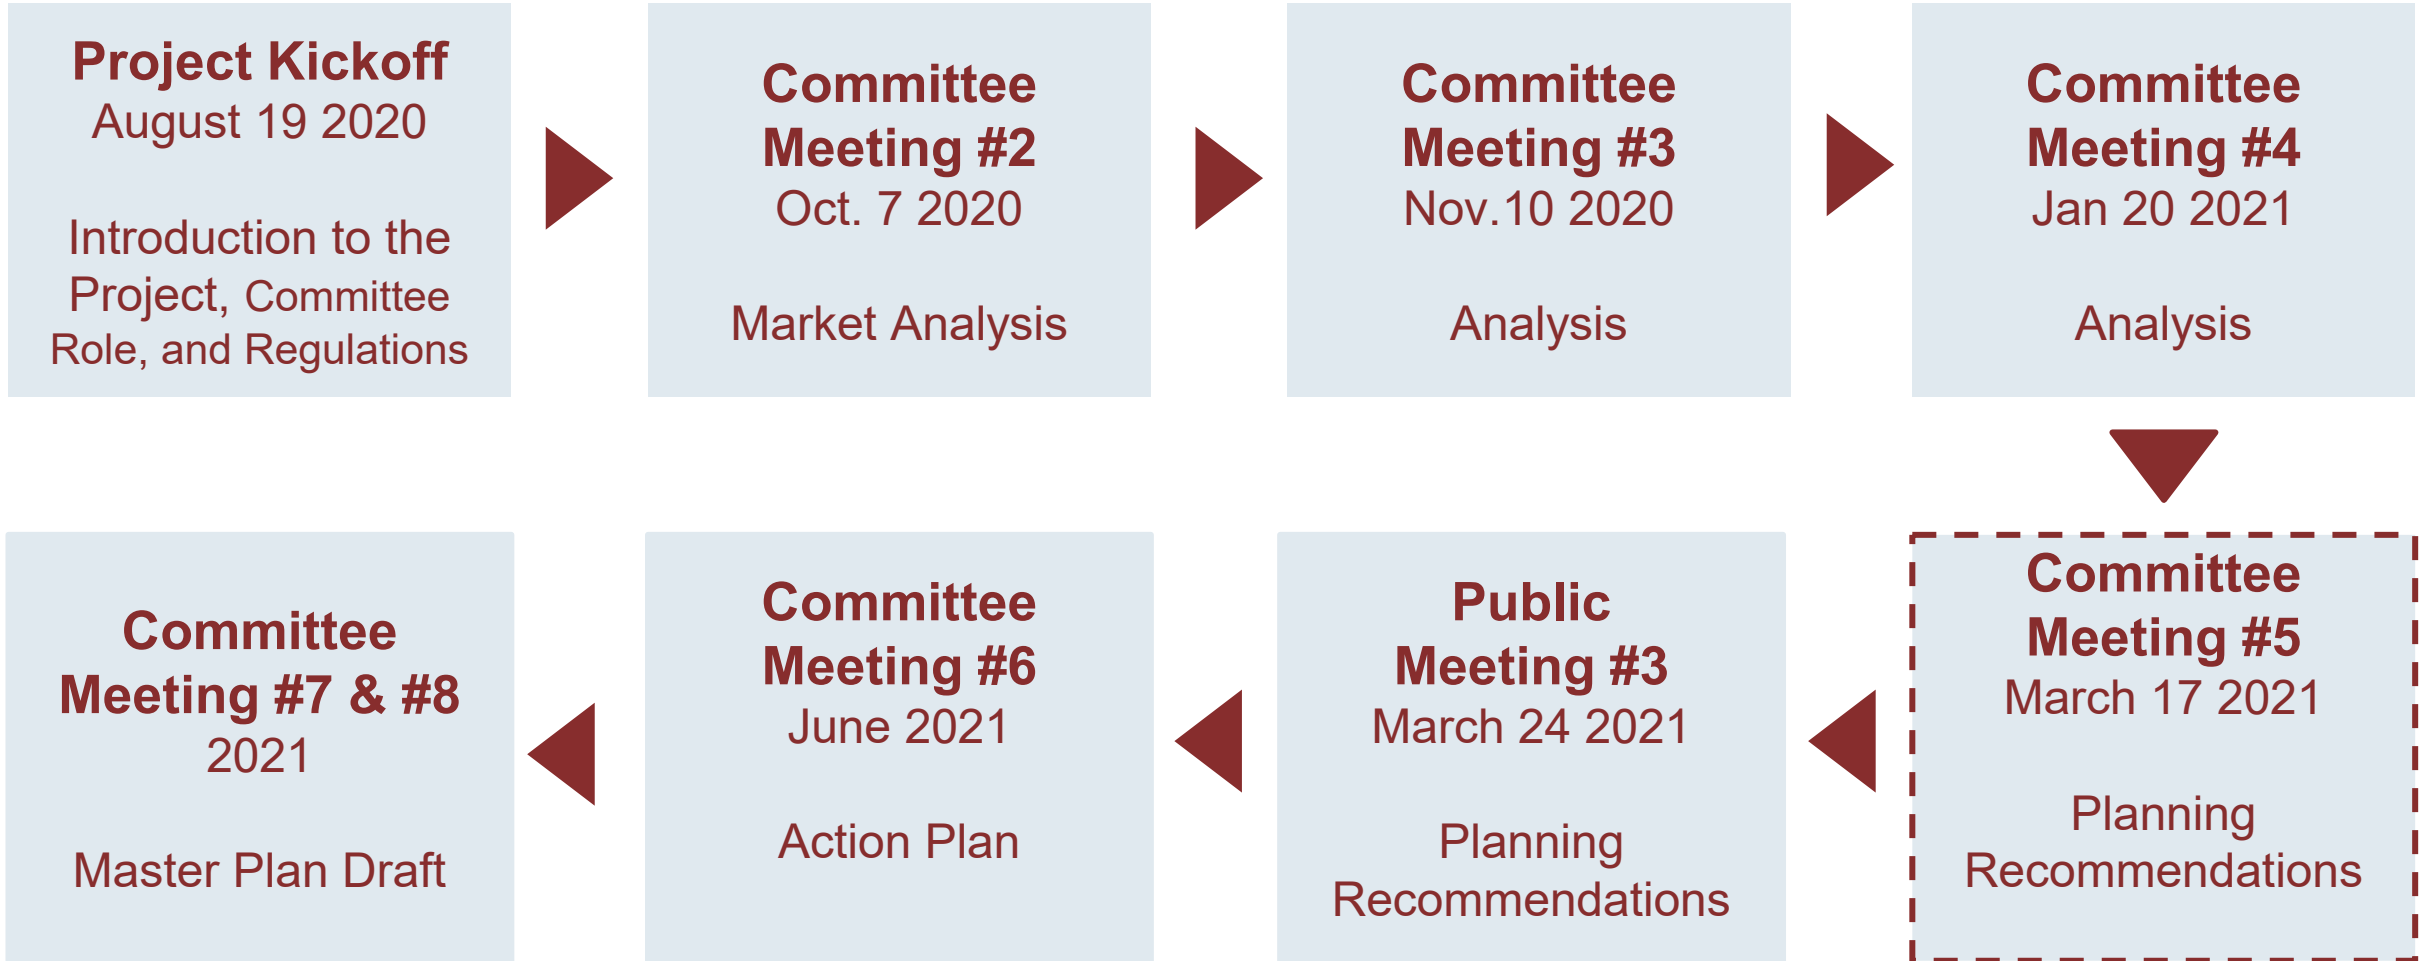 Project Kickoff
August 19 2020
Introduction to the
Project, Committee
Role, and Regulations
Committee
Meeting #2
Oct. 7 2020
Market Analysis
Committee
Meeting #3
Nov.10 2020
Analysis
Committee
Meeting #4
Jan 20 2021
Analysis
Committee
Meeting #5
March 17 2021
Planning
Recommendations
Public
Meeting #3
March 24 2021
Planning
Recommendations
Committee
Meeting #6
June 2021
Action Plan
Committee
Meeting #7 & #8
2021
Master Plan Draft